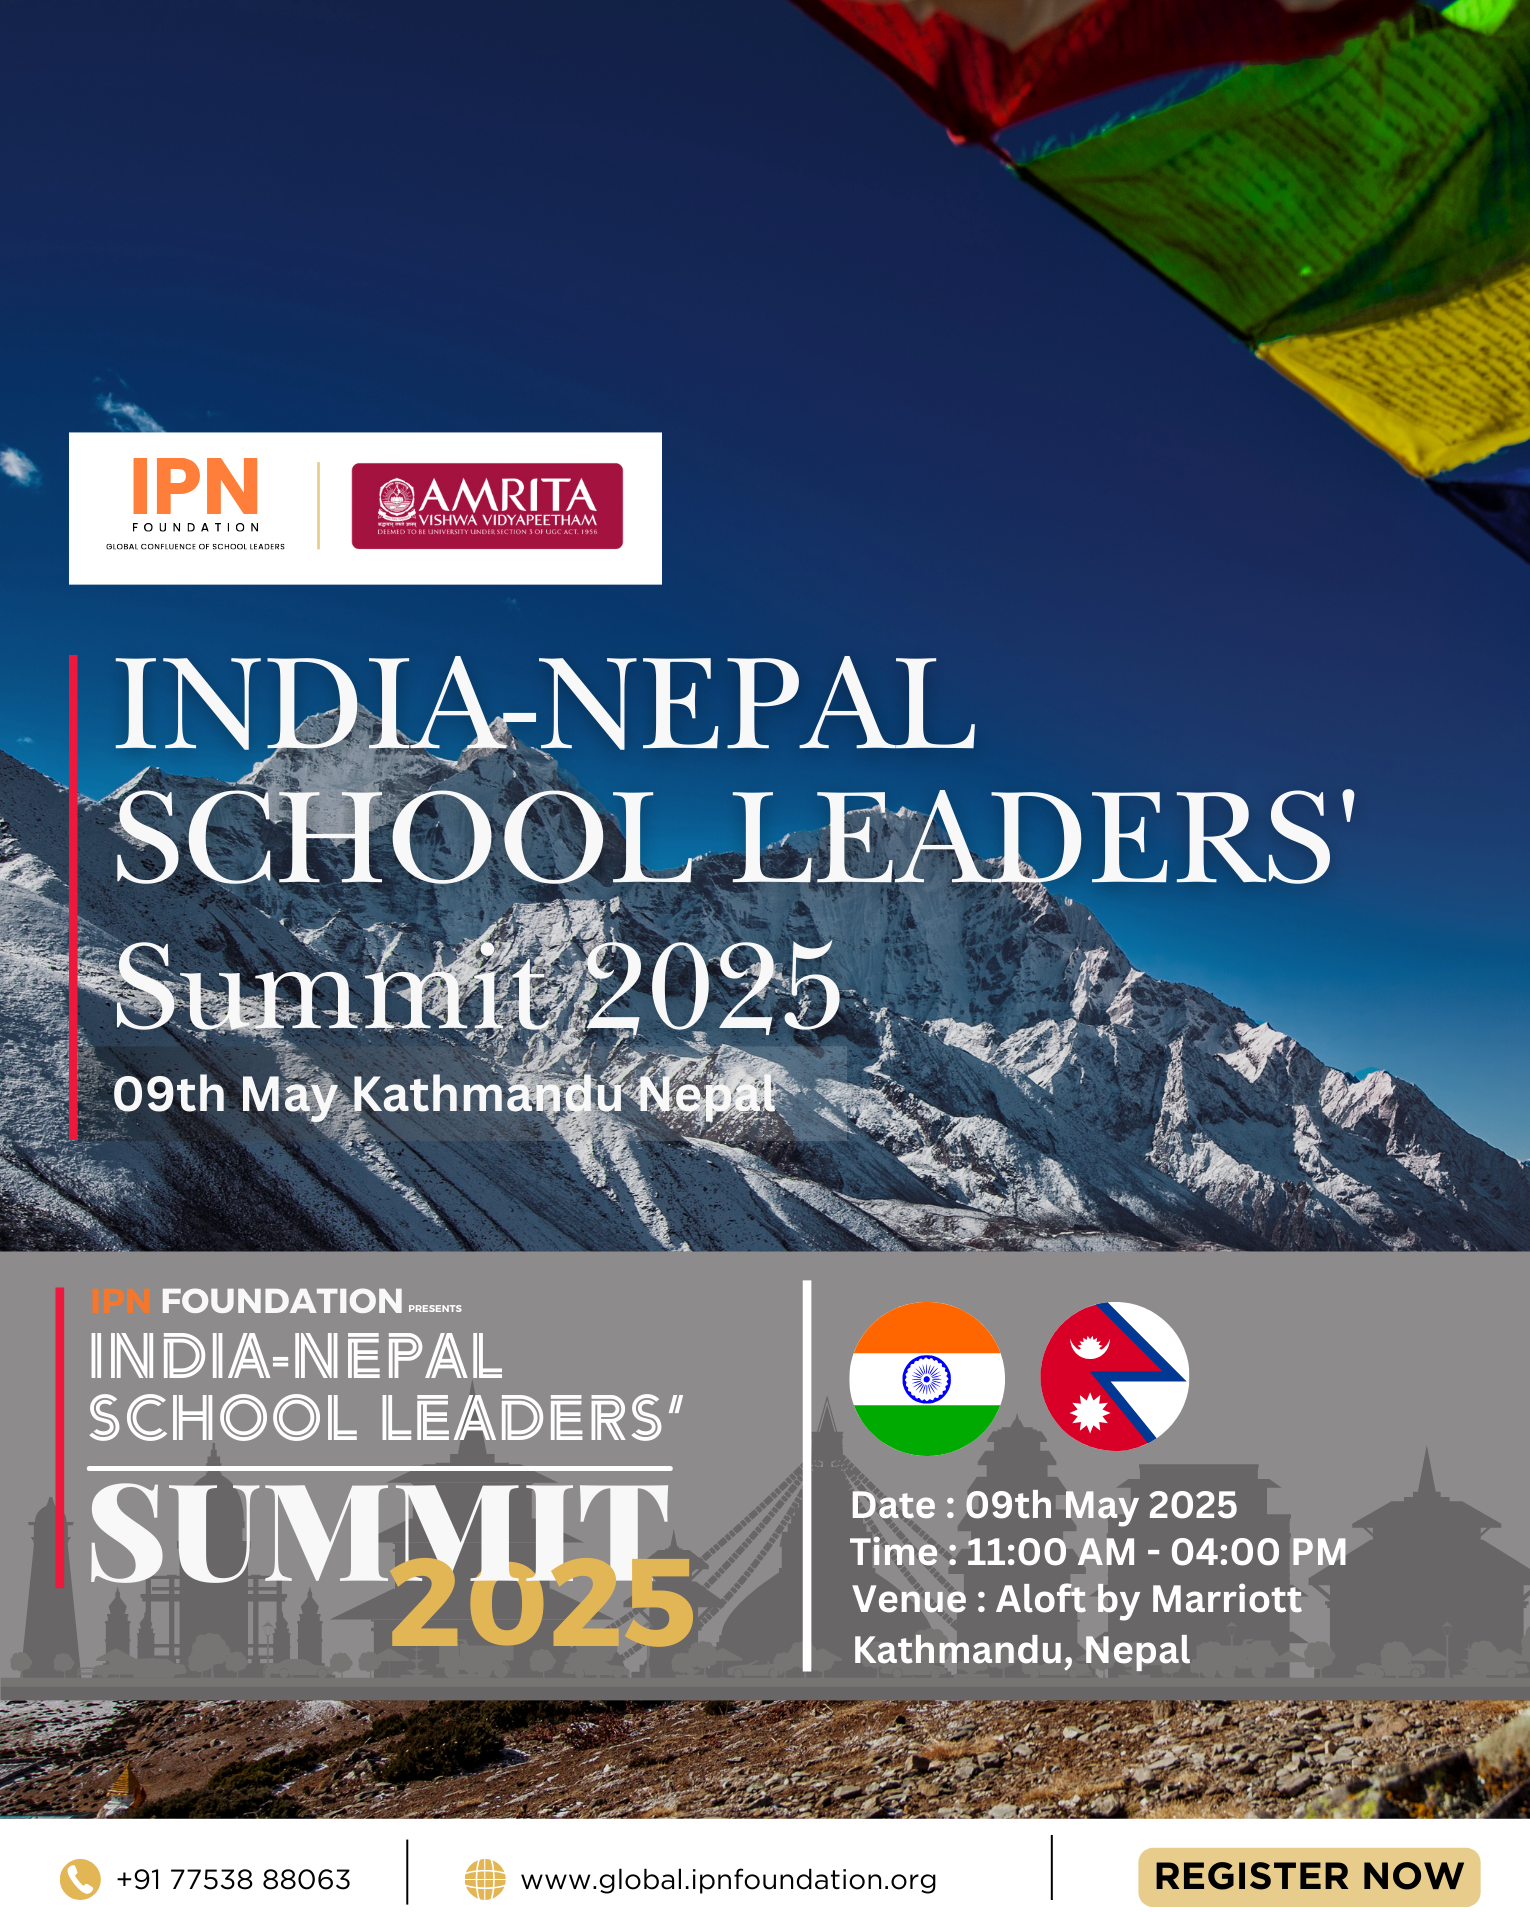 IPN
FOUNDATION
GLOBAL CONFLUENCE OF SCHOOL LEADERS
AMRITA
VISHWA VIDYAPEETHAM
DEEMED TO BE UNIVERSITY UNDER SECTION 3 OF UGC ACT, 1956
INDIA-NEPAL
SCHOOL LEADERS'
Summit 2025
09th May Kathmandu Nepal
IPN FOUNDATION PRESENTS
INDIA-NEPAL
SCHOOL LEADERS"
SUMMIT
2025
Date : 09th May 2025
Time : 11:00 AM - 04:00 PM
Venue : Aloft by Marriott
Kathmandu, Nepal
+91 77538 88063
www.global.ipnfoundation.org
REGISTER NOW